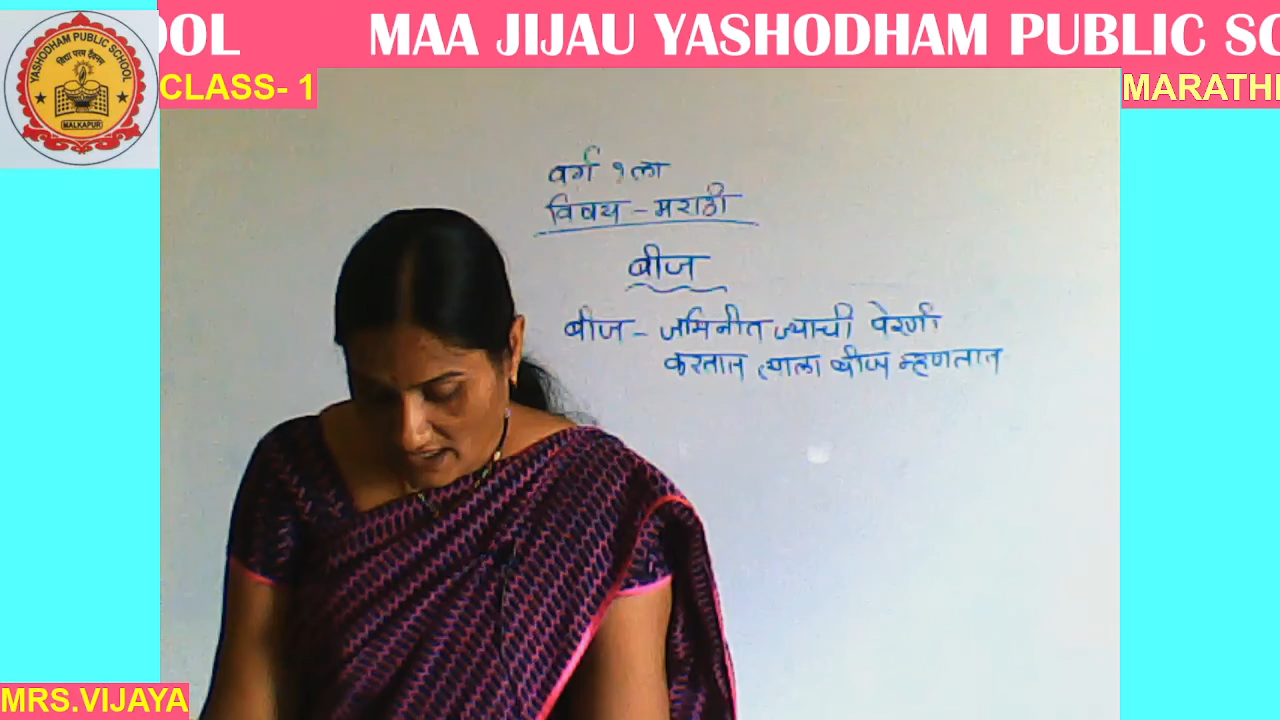 OOL MAA JIJAU YASHODHAM PUBLIC SC
YASHODHAM PUBLIC SCHOOL
MALKAPUR
CLASS- 1
MARATHI
वर्ग १ला
विषय - मराठी
बीज
बीज - जमिनीत ज्याची पेरणी
करतात त्याला बीज म्हणतात
MRS.VIJAYA